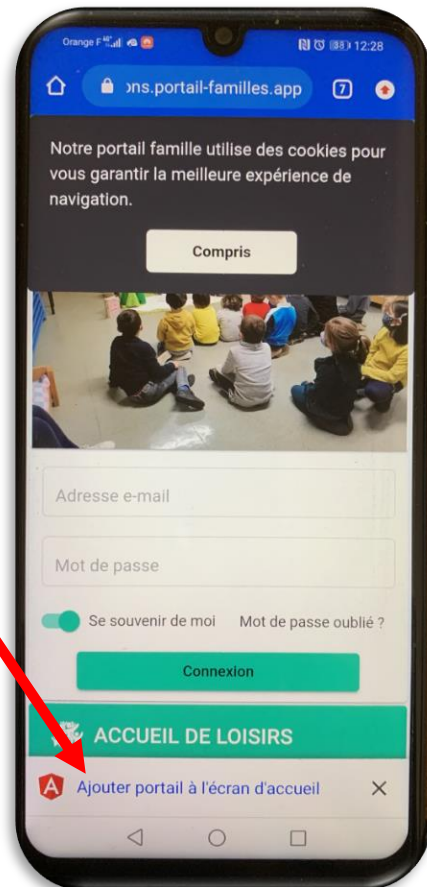 Orange F 4G 38 12:28
ons.portail-familles.app 7
Notre portail famille utilise des cookies pour
vous garantir la meilleure expérience de
navigation.
Compris
Adresse e-mail
Mot de passe
Se souvenir de moi Mot de passe oublié ?
Connexion
ACCUEIL DE LOISIRS
A Ajouter portail à l'écran d'accueil